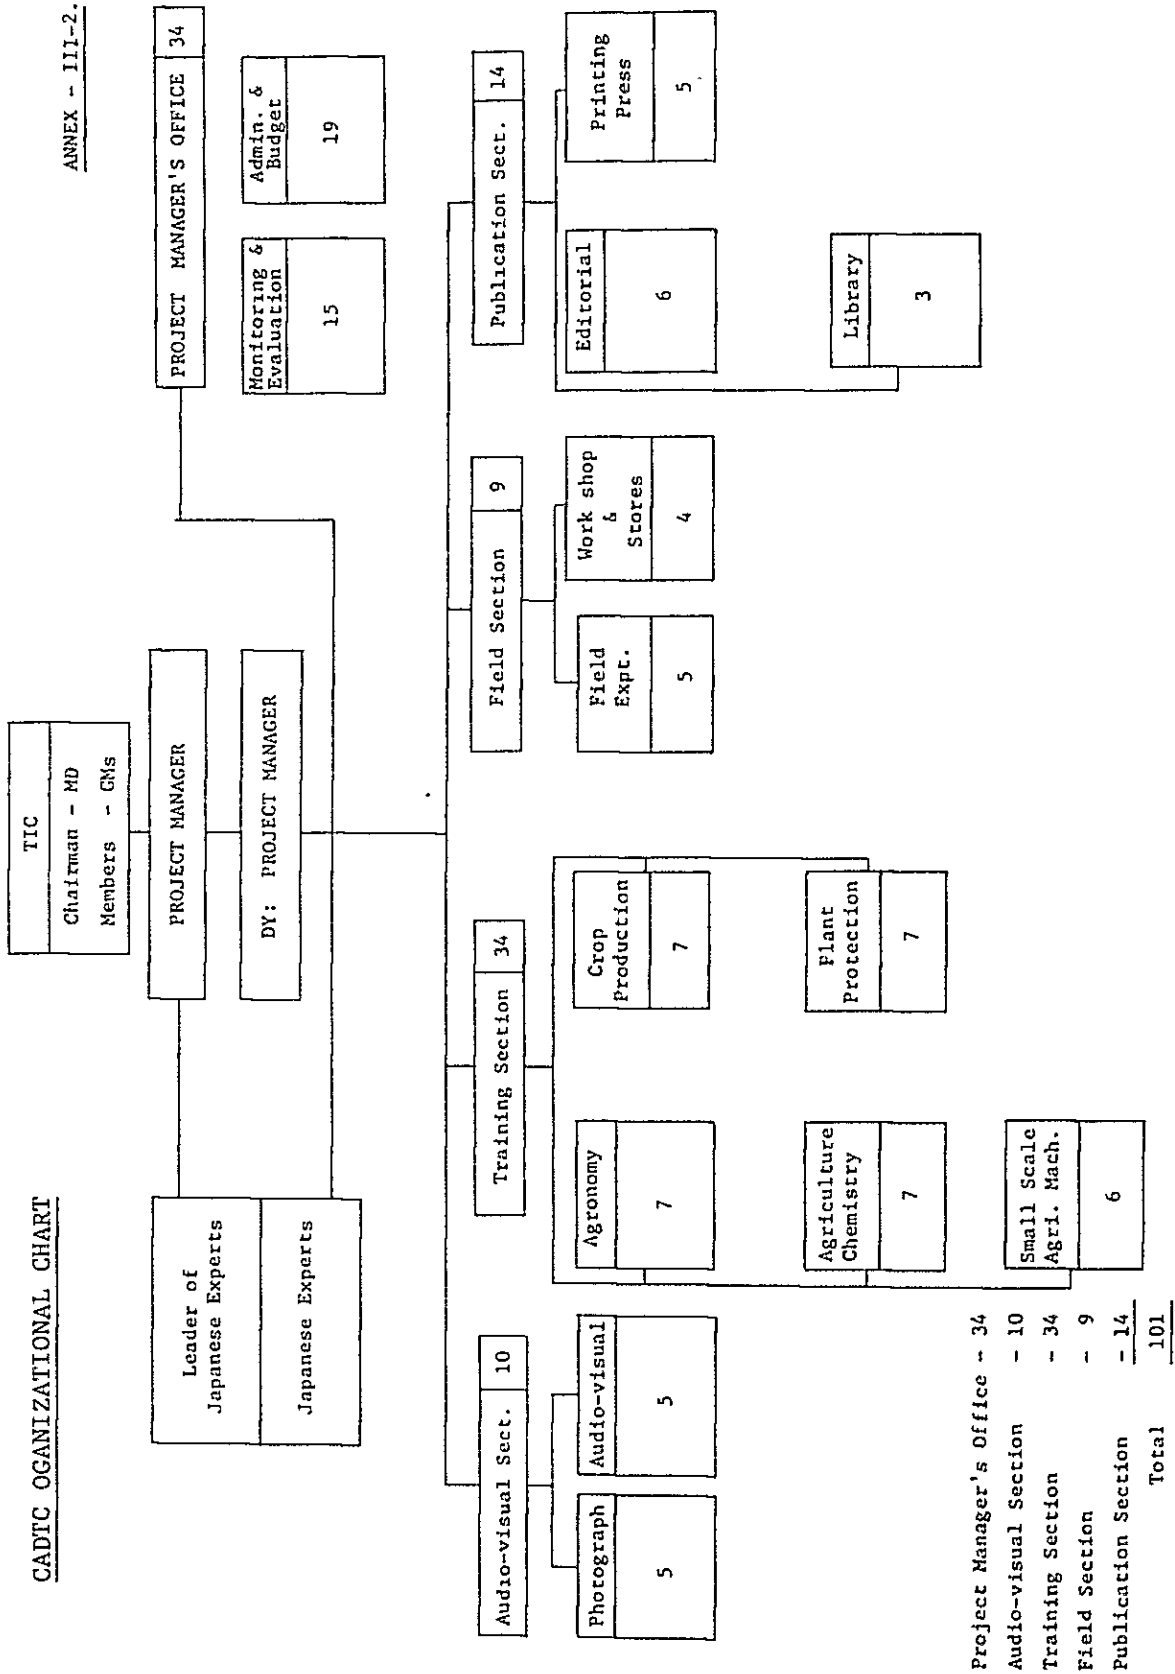 ANNEX - III-2.
CADTC OGANIZATIONAL CHART
TIC
Chairman - MD
Members - GMs
PROJECT MANAGER
DY: PROJECT MANAGER
Leader of
Japanese Experts
Japanese Experts
PROJECT MANAGER'S OFFICE 34
Monitoring &
Evaluation
15
Admin. &
Budget
19
Audio-visual Sect. 10
Photograph
5
Audio-visual
5
Training Section 34
Agronomy
7
Crop
Production
7
Agriculture
Chemistry
7
Plant
Protection
7
Small Scale
Agri. Mach.
6
Field Section 9
Field
Expt.
5
Work shop
&
Stores
4
Publication Sect. 14
Editorial
6
Printing
Press
5
Library
3
Project Manager's Office - 34
Audio-visual Section - 10
Training Section - 34
Field Section - 9
Publication Section - 14
Total 101